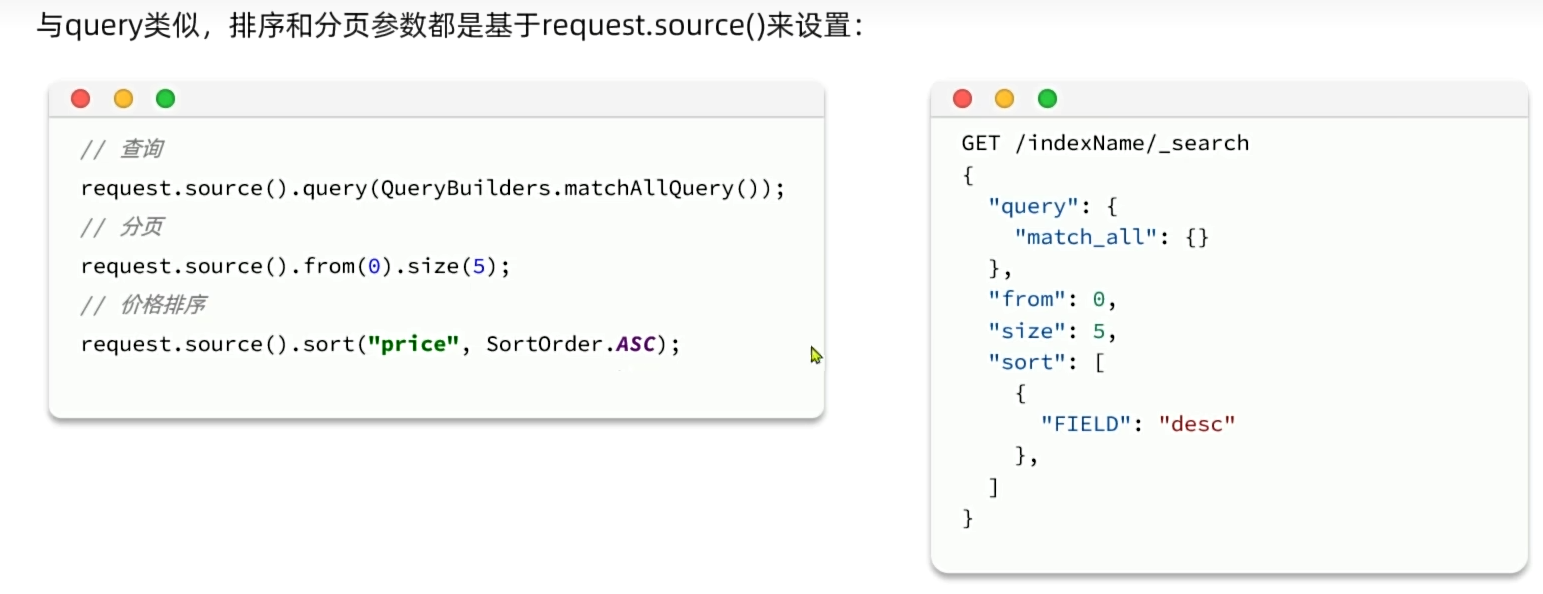 与query类似，排序和分页参数都是基于request.source()来设置：
// 查询
request.source().query(QueryBuilders.matchAllQuery());
// 分页
request.source().from(0).size(5);
// 价格排序
request.source().sort("price", SortOrder.ASC);
GET /indexName/_search
{
  "query": {
    "match_all": {}
  },
  "from": 0,
  "size": 5,
  "sort": [
    {
      "FIELD": "desc"
    },
  ]
}